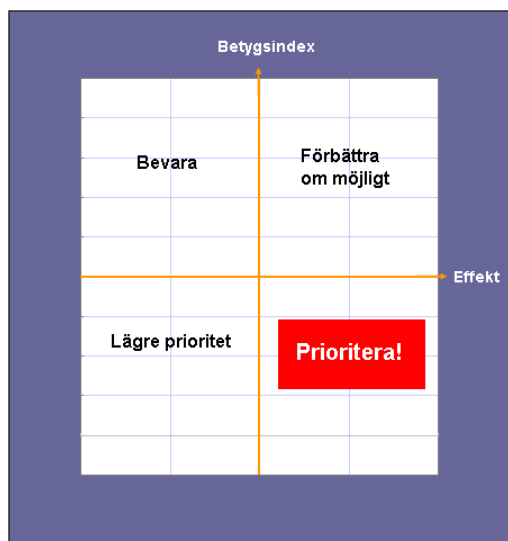 Betygsindex
Bevara
Förbättra
om möjligt
Effekt
Lägre prioritet
Prioritera!